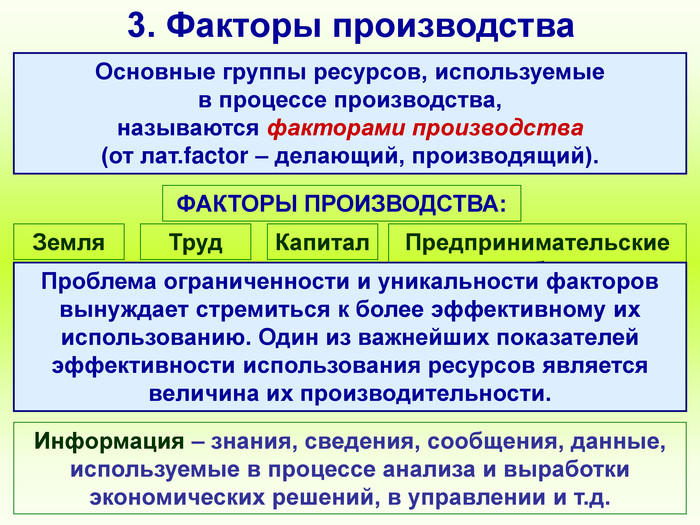 3. Факторы производства
Основные группы ресурсов, используемые
в процессе производства,
называются факторами производства
(от лат.factor – делающий, производящий).
ФАКТОРЫ ПРОИЗВОДСТВА:
Земля Труд Капитал Предпринимательские
Проблема ограниченности и уникальности факторов
вынуждает стремиться к более эффективному их
использованию. Один из важнейших показателей
эффективности использования ресурсов является
величина их производительности.
Информация – знания, сведения, сообщения, данные,
используемые в процессе анализа и выработки
экономических решений, в управлении и т.д.